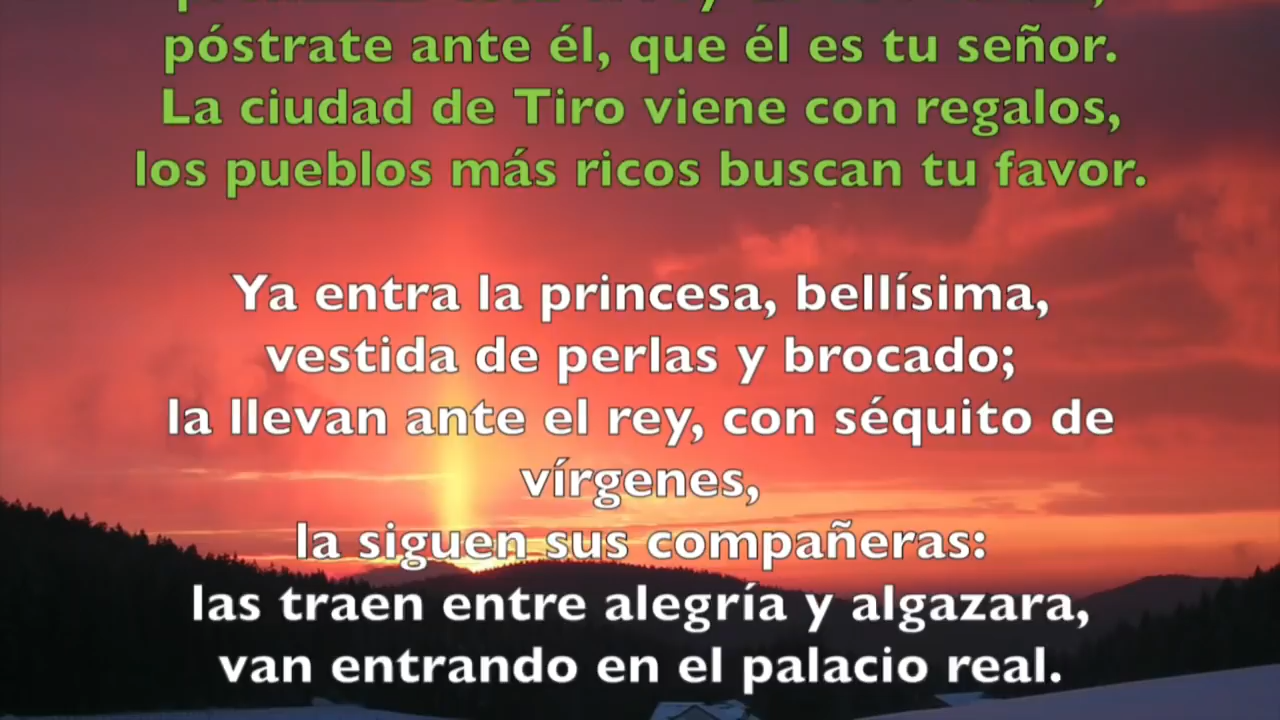 póstrate ante él, que él es tu señor.
La ciudad de Tiro viene con regalos,
los pueblos más ricos buscan tu favor.
Ya entra la princesa, bellísima,
vestida de perlas y brocado;
la llevan ante el rey, con séquito de
vírgenes,
la siguen sus compañeras:
las traen entre alegría y algazara,
van entrando en el palacio real.